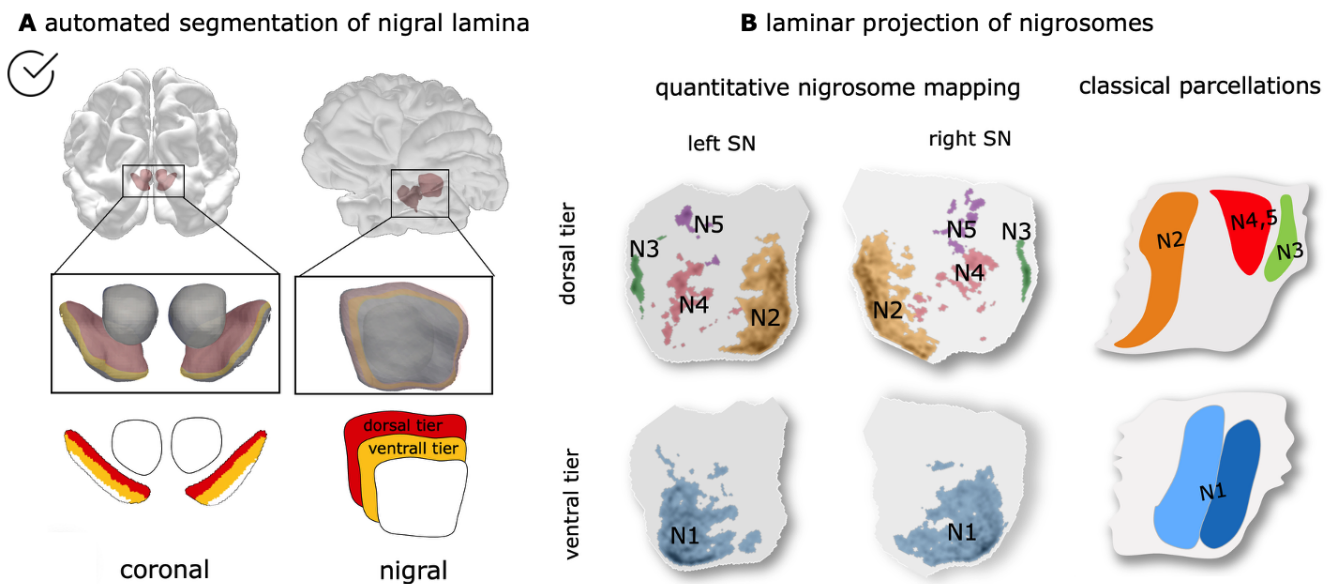 A automated segmentation of nigral lamina
dorsal tier
ventrall tier
coronal
nigral
B laminar projection of nigrosomes
quantitative nigrosome mapping
classical parcellations
left SN
right SN
dorsal tier
N5
N3
N4
N2
N5
N3
N4
N2
N2
N4,5
N3
ventral tier
N1
N1
N1